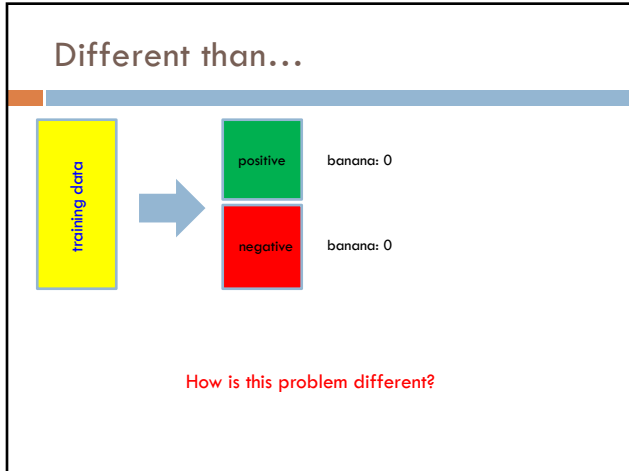 Different than…
training data
positive
banana: 0
negative
banana: 0
How is this problem different?